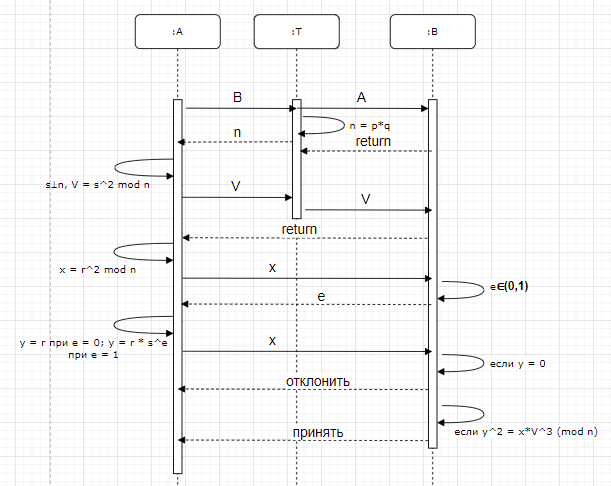 :A
:T
:B
B
A
n = p*q
n
return
s⊥n, V = s^2 mod n
V
V
return
x = r^2 mod n
x
e∈(0,1)
e
y = r при e = 0; y = r * s^e
при e = 1
x
если y = 0
отклонить
если y^2 = x*V^3 (mod n)
принять